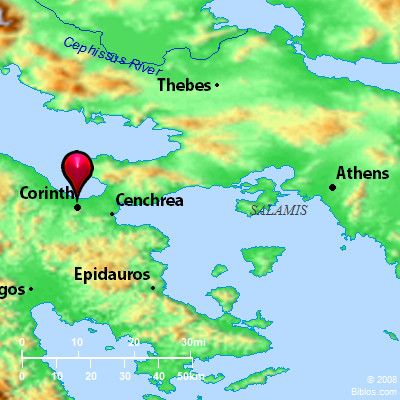 Cephissus River
Thebes
Athens
Corinth
Cenchrea
SALAMIS
Epidauros
gos
0 10 20 30mi
0 10 20 30 40 50km
© 2008
Biblos.com